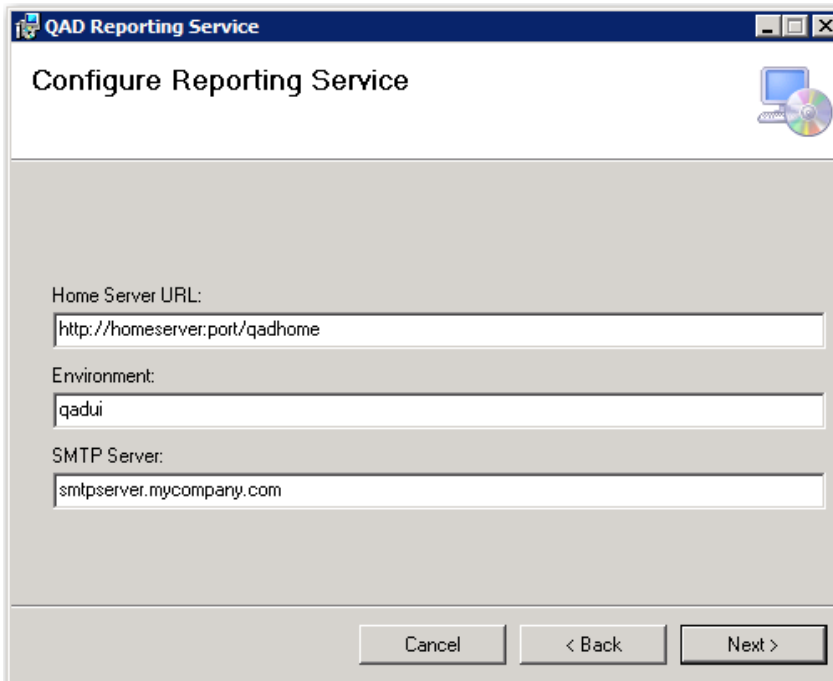 QAD Reporting Service
Configure Reporting Service
Home Server URL:
http://homeserver:port/qadhome
Environment:
qadui
SMTP Server:
smtpserver.mycompany.com
Cancel
< Back
Next >